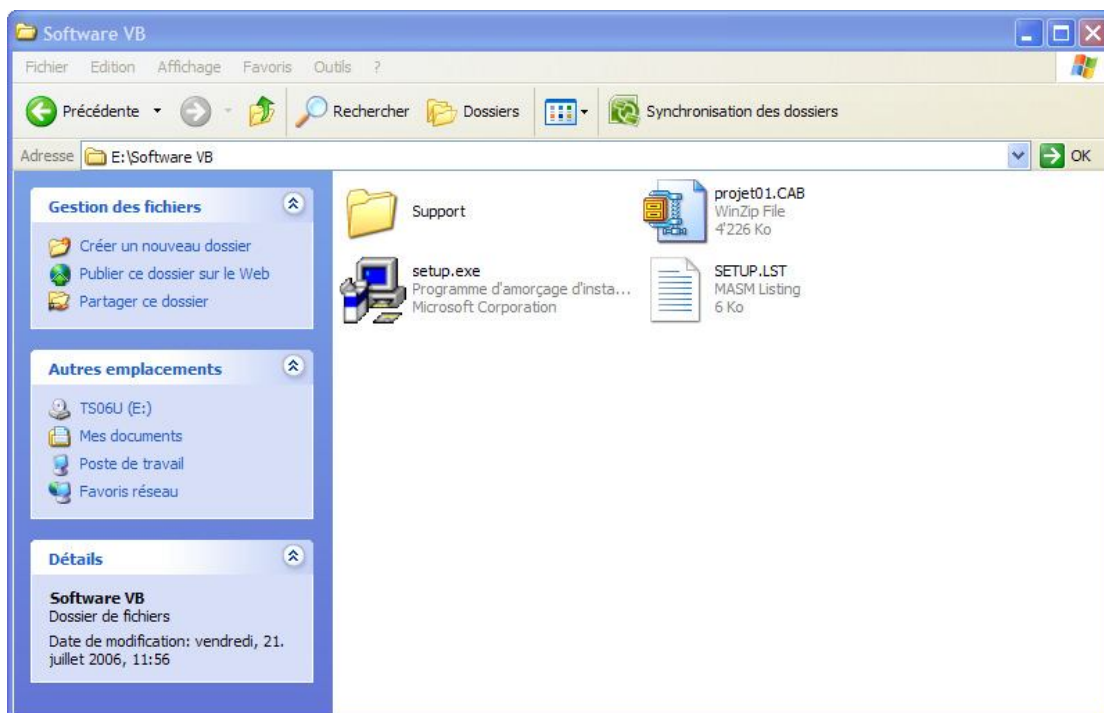 Software VB
Fichier Edition Affichage Favoris Outils ?
Précédente Rechercher Dossiers Synchronisation des dossiers
Adresse E:\Software VB OK
Gestion des fichiers
Créer un nouveau dossier
Publier ce dossier sur le Web
Partager ce dossier
Autres emplacements
TS06U (E:)
Mes documents
Poste de travail
Favoris réseau
Détails
Software VB
Dossier de fichiers
Date de modification: vendredi, 21.
juillet 2006, 11:56
Support
projet01.CAB
WinZip File
4'226 Ko
setup.exe
Programme d'amorçage d'insta...
Microsoft Corporation
SETUP.LST
MASM Listing
6 Ko